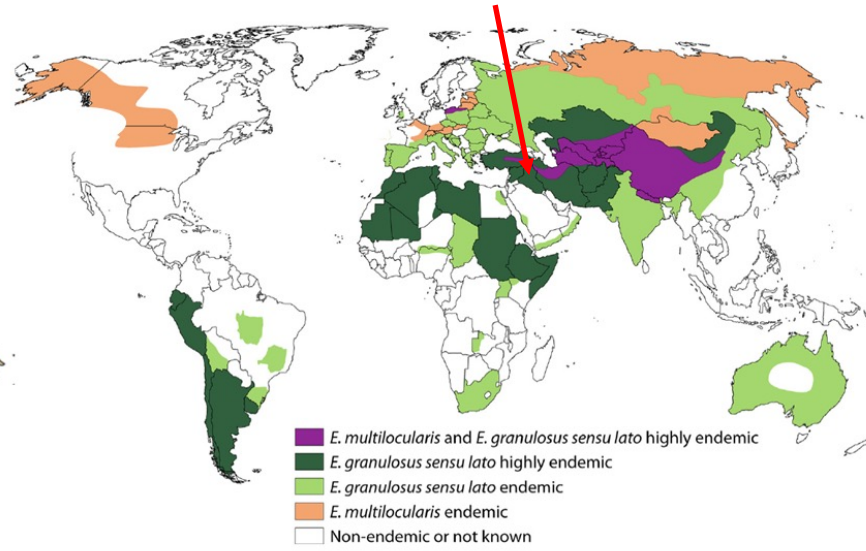 E. multilocularis and E. granulosus sensu lato highly endemic
E. granulosus sensu lato highly endemic
E. granulosus sensu lato endemic
E. multilocularis endemic
Non-endemic or not known